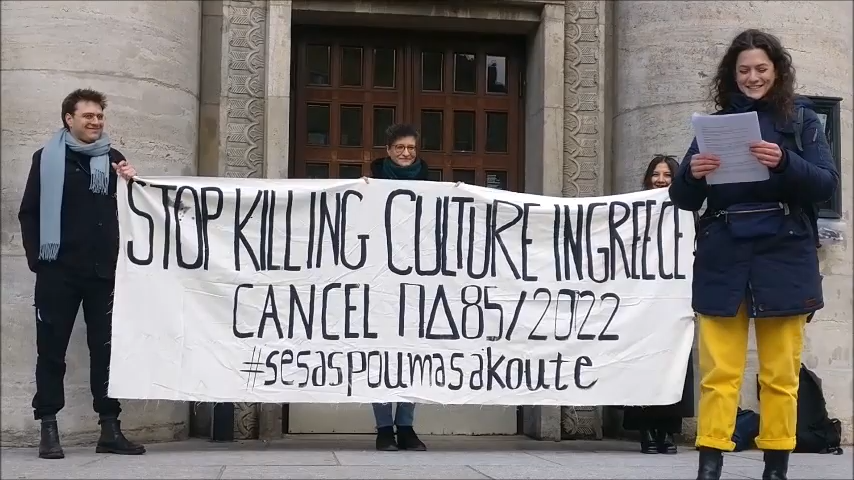 STOP KILLING CULTURE IN GREECE
CANCEL ΠΔ85/2022
#sesaspoumasakoute